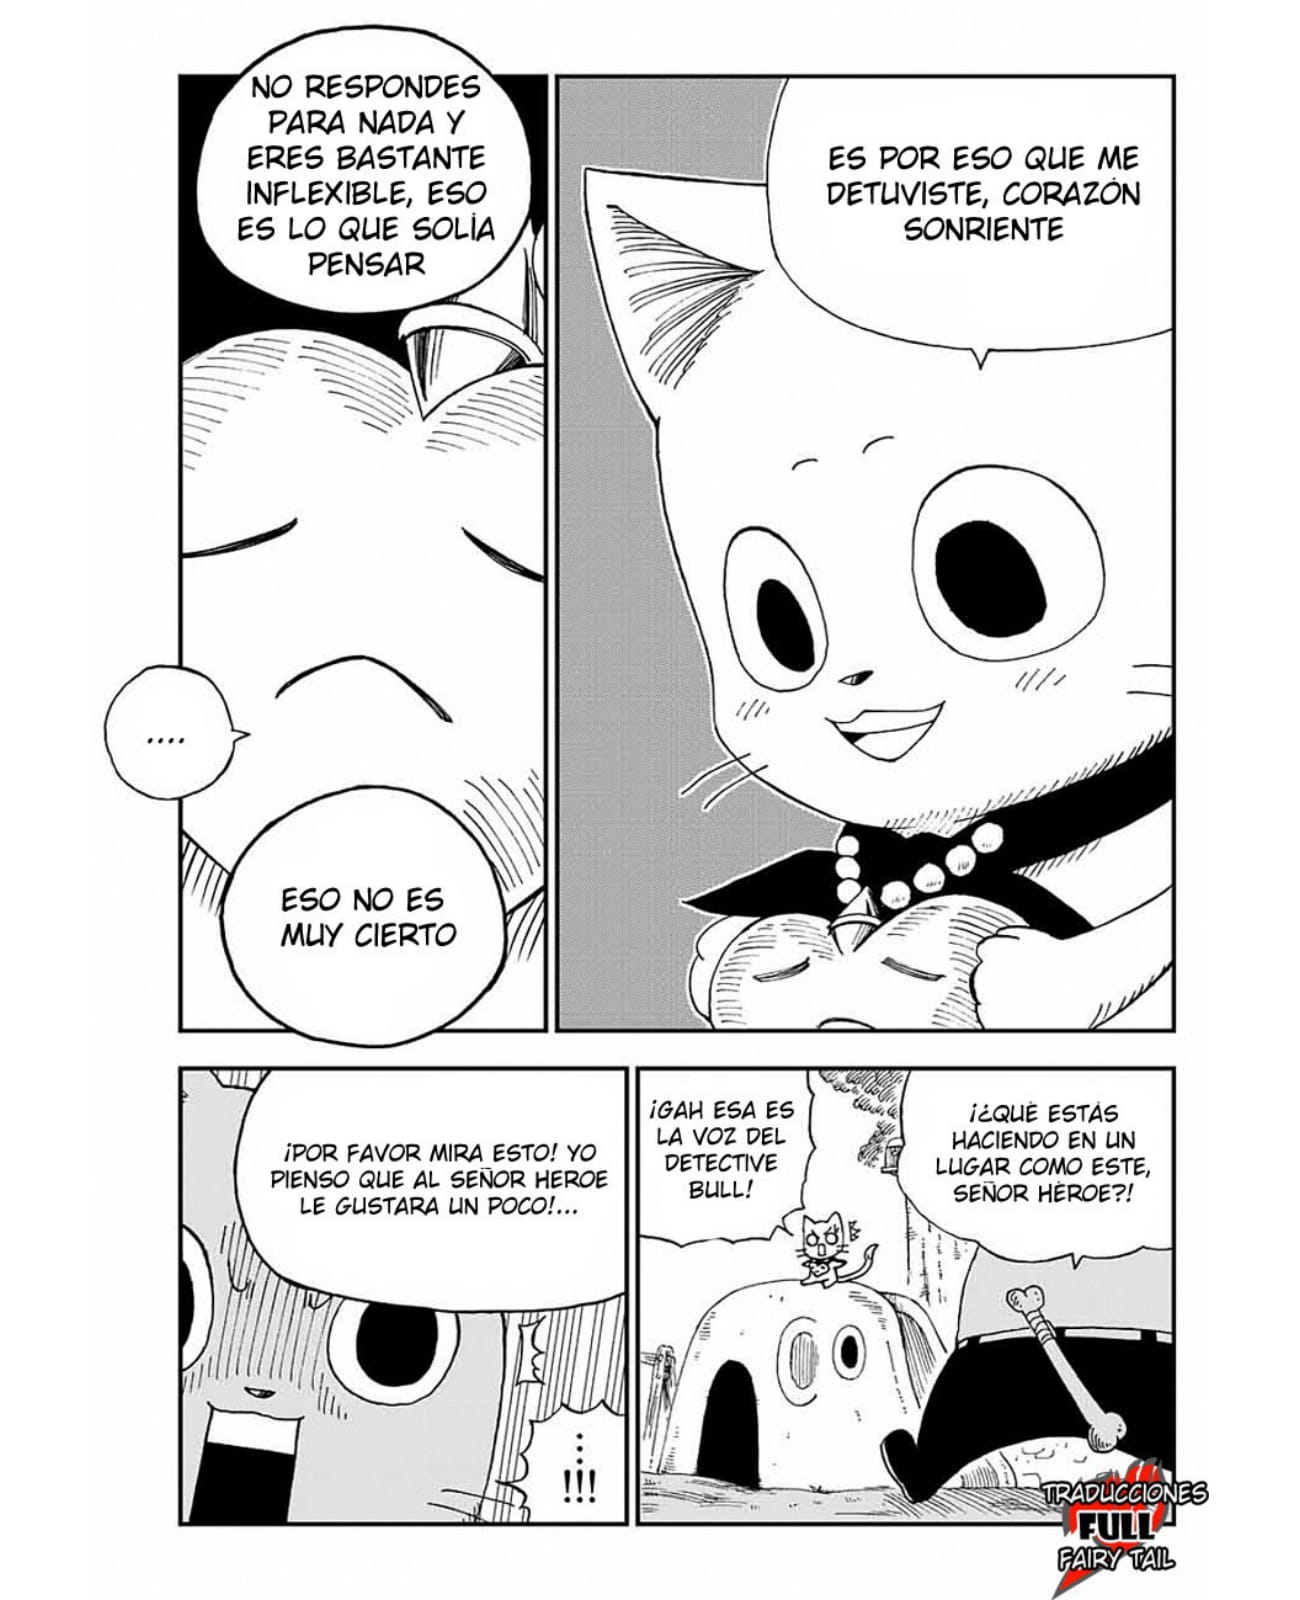 ES POR ESO QUE ME
DETUVISTE, CORAZÓN
SONRIENTE
NO RESPONDES
PARA NADA Y
ERES BASTANTE
INFLEXIBLE, ESO
ES LO QUE SOLÍA
PENSAR
....
ESO NO ES
MUY CIERTO
¡¿QUÉ ESTÁS
HACIENDO EN UN
LUGAR COMO ESTE,
SEÑOR HÉROE?!
¡GAH ESA ES
LA VOZ DEL
DETECTIVE
BULL!
¡POR FAVOR MIRA ESTO! YO
PIENSO QUE AL SEÑOR HEROE
LE GUSTARA UN POCO!...
....!!!
TRADUCCIONES
FULL
FAIRY TAIL